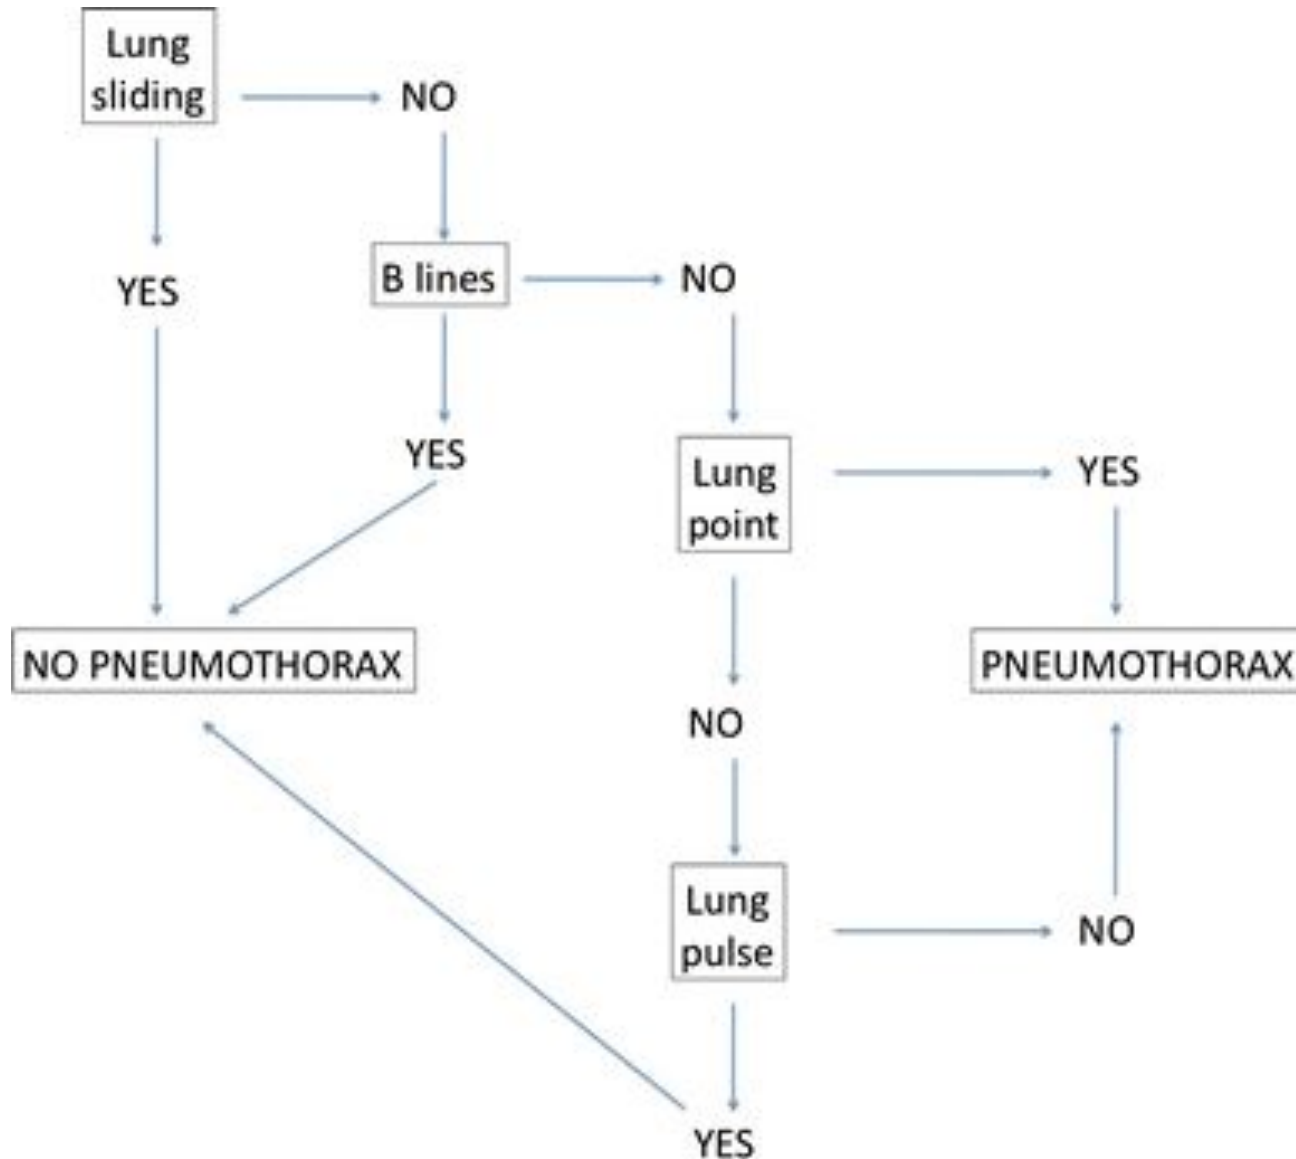 Lung
sliding
NO
YES
B lines
NO
YES
Lung
point
YES
NO PNEUMOTHORAX
PNEUMOTHORAX
NO
Lung
pulse
NO
YES